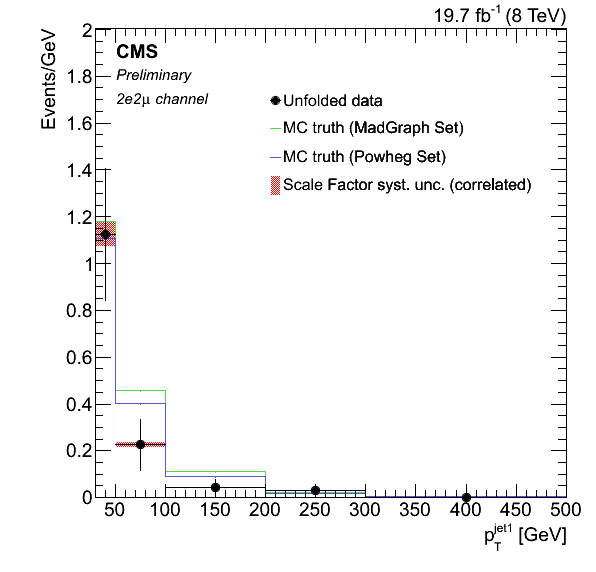 19.7 fb⁻¹ (8 TeV)
Events/GeV
2
1.8
1.6
1.4
1.2
1
0.8
0.6
0.4
0.2
0
CMS
Preliminary
2e2μ channel
Unfolded data
MC truth (MadGraph Set)
MC truth (Powheg Set)
Scale Factor syst. unc. (correlated)
50 100 150 200 250 300 350 400 450 500
p_T^jet1 [GeV]